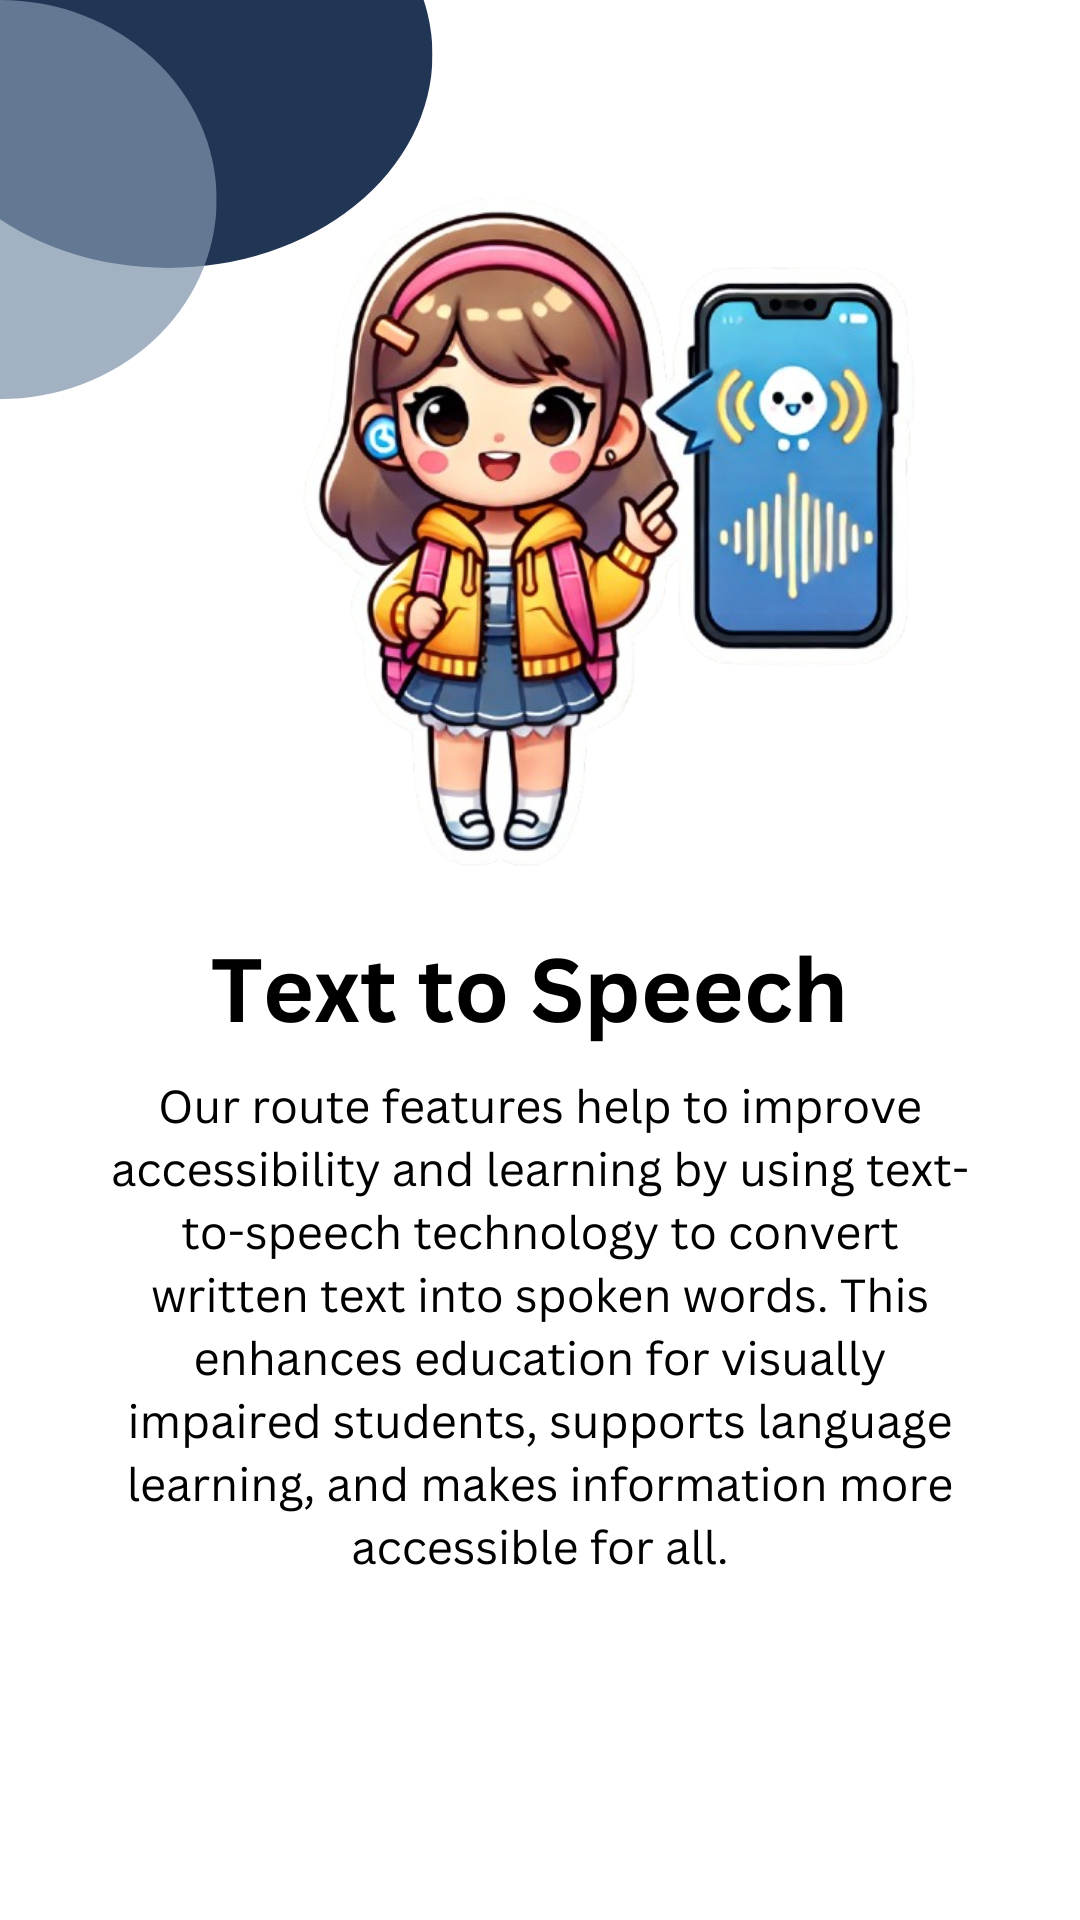 Text to Speech
Our route features help to improve
accessibility and learning by using text-
to-speech technology to convert
written text into spoken words. This
enhances education for visually
impaired students, supports language
learning, and makes information more
accessible for all.